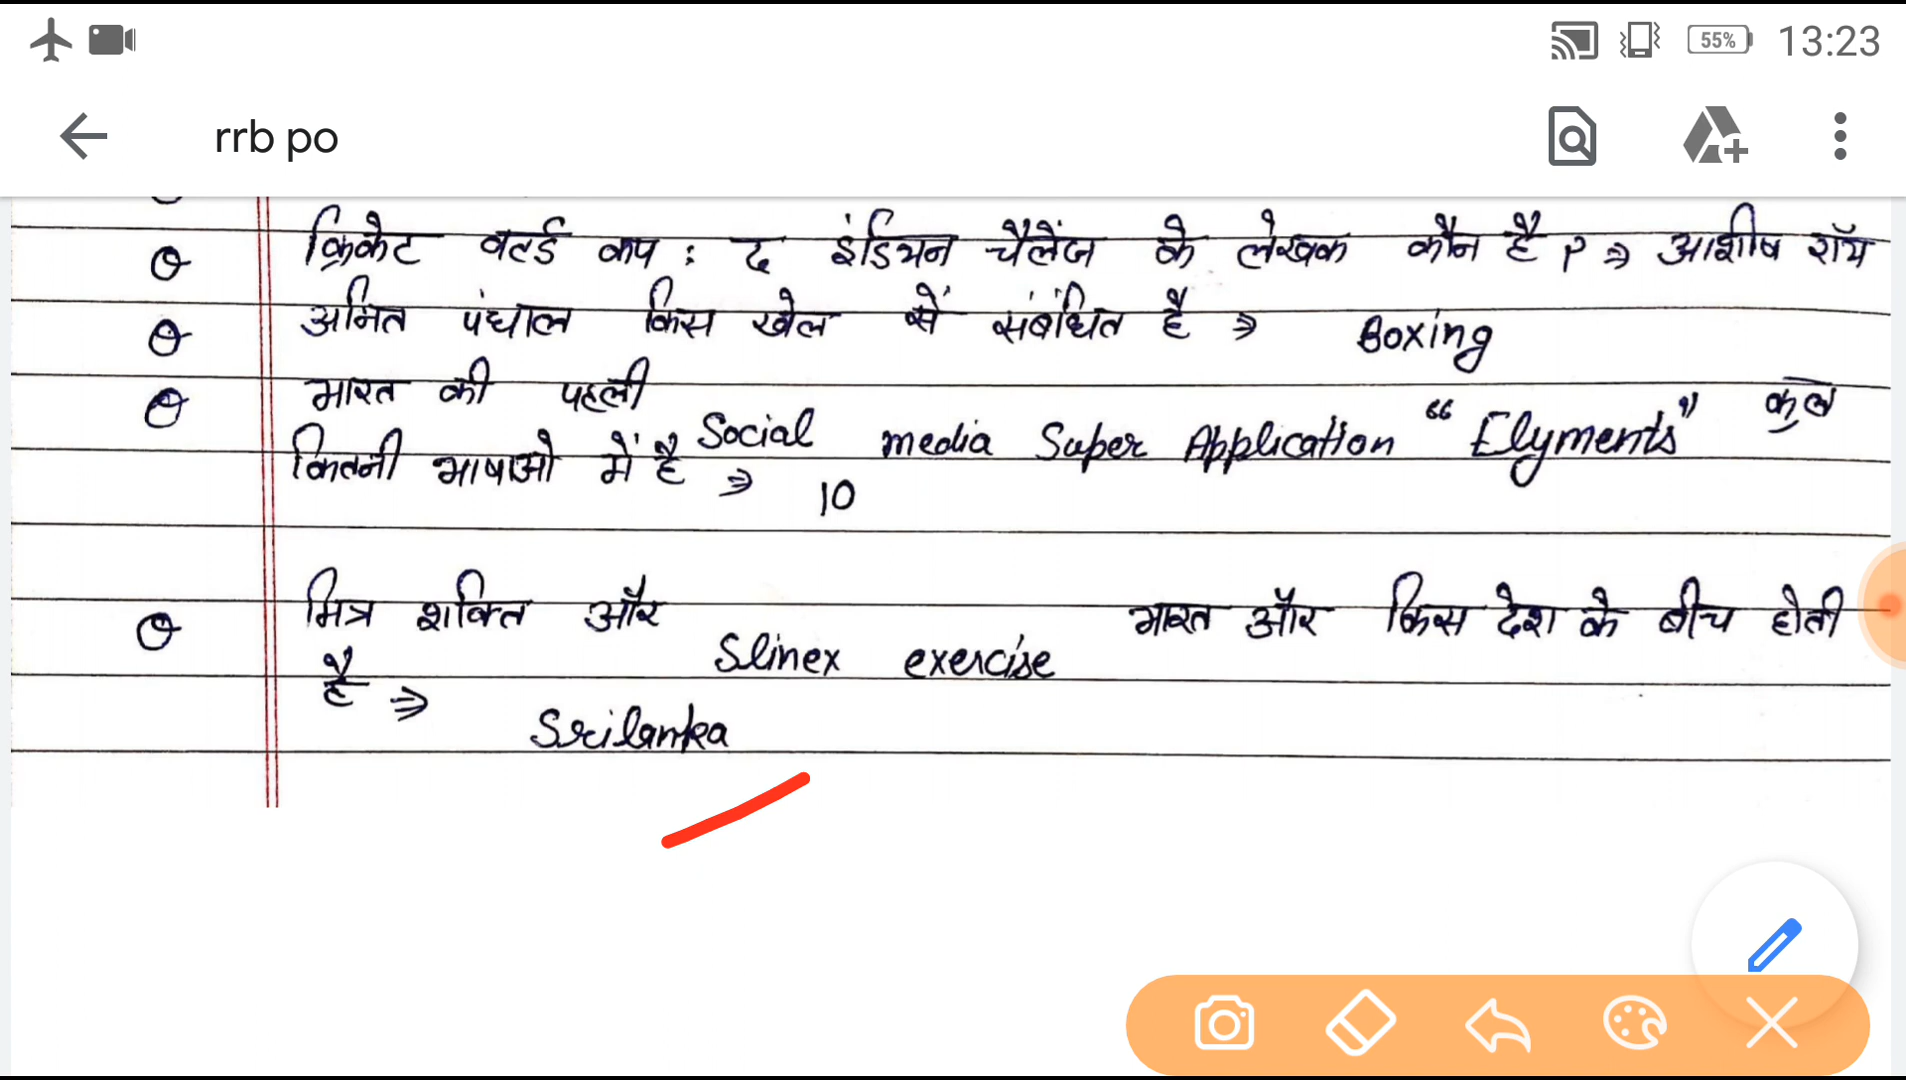 55% 13:23
rrb po
क्रिकेट वर्ल्ड कप : द इंडियन चैलेंज के लेखक कौन है ? ⇒ आशीष रॉय
अमित पंघाल किस खेल से संबंधित है ⇒ Boxing
भारत की पहली Social media Super Application “Elyments” कुल
कितनी भाषाओ में है ⇒ 10
मित्र शक्ति और Slinex exercise भारत और किस देश के बीच होती
है ⇒ Srilanka